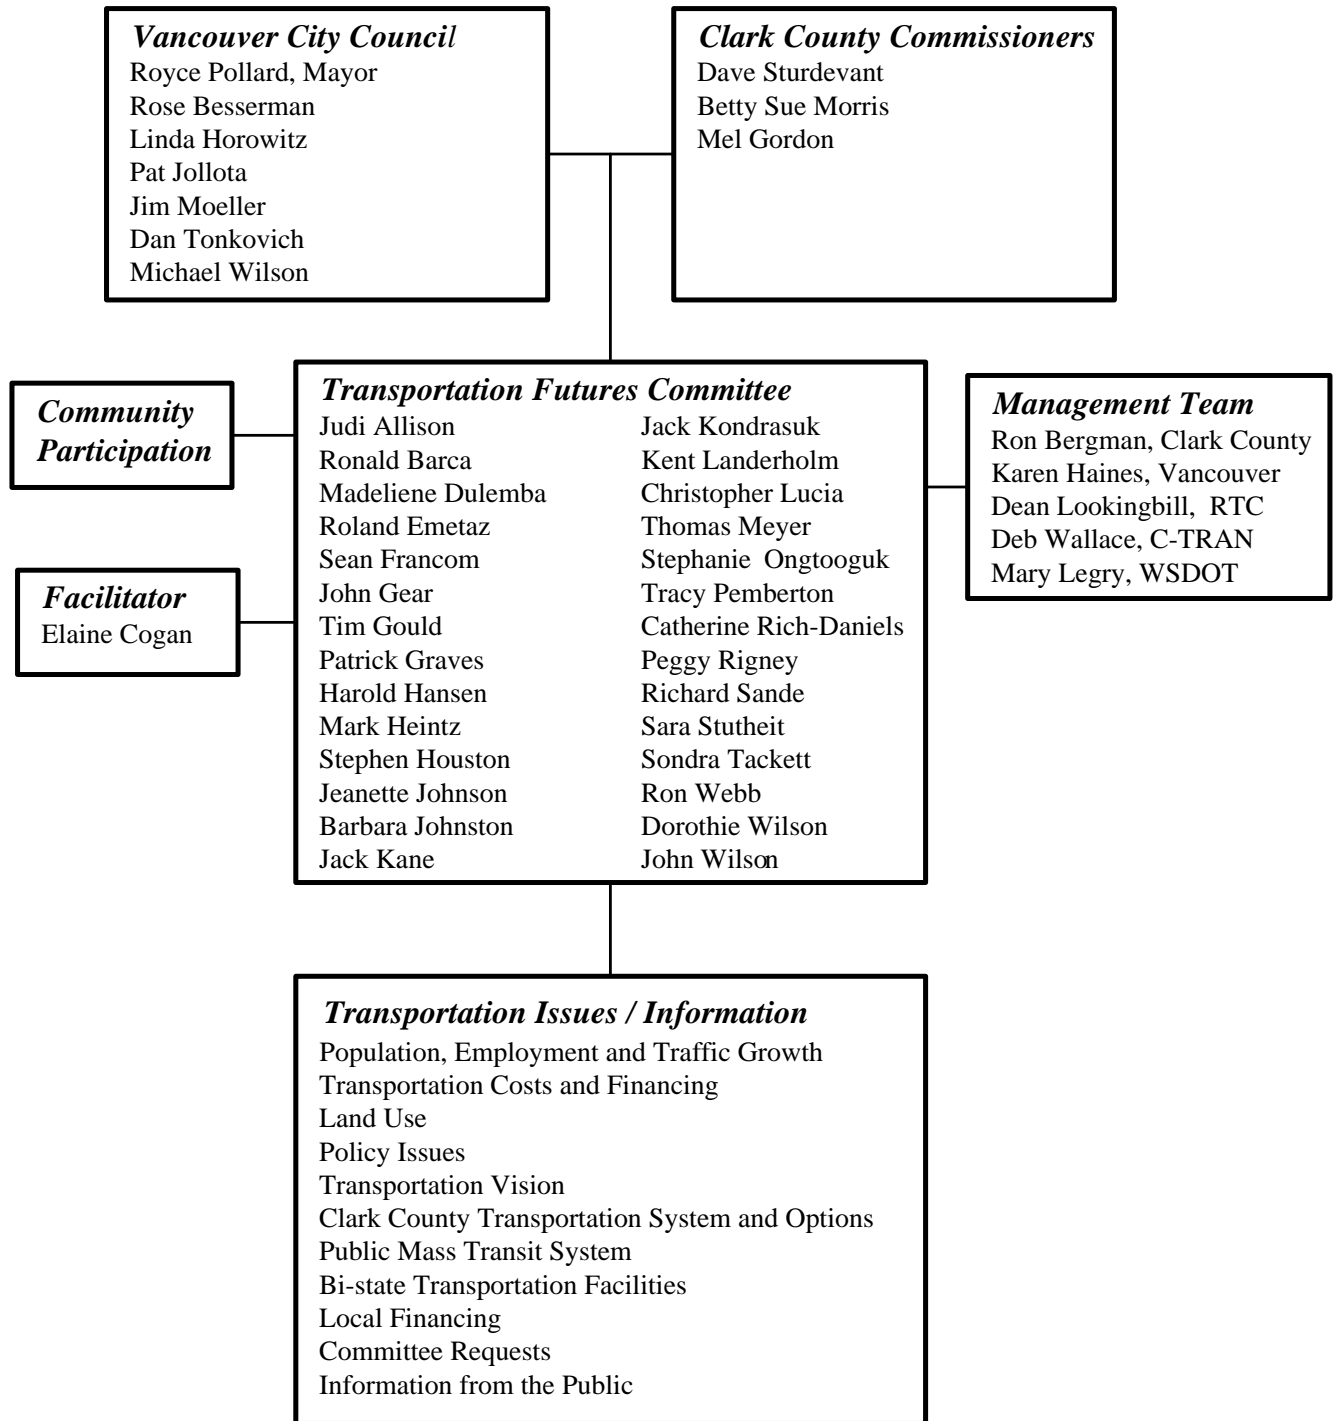 Vancouver City Council
Royce Pollard, Mayor
Rose Besserman
Linda Horowitz
Pat Jollota
Jim Moeller
Dan Tonkovich
Michael Wilson
Clark County Commissioners
Dave Sturdevant
Betty Sue Morris
Mel Gordon
Community
Participation
Facilitator
Elaine Cogan
Transportation Futures Committee
Judi Allison
Ronald Barca
Madeliene Dulemba
Roland Emetaz
Sean Francom
John Gear
Tim Gould
Patrick Graves
Harold Hansen
Mark Heintz
Stephen Houston
Jeanette Johnson
Barbara Johnston
Jack Kane
Jack Kondrasuk
Kent Landerholm
Christopher Lucia
Thomas Meyer
Stephanie Ongtooguk
Tracy Pemberton
Catherine Rich-Daniels
Peggy Rigney
Richard Sande
Sara Stutheit
Sondra Tackett
Ron Webb
Dorothie Wilson
John Wilson
Management Team
Ron Bergman, Clark County
Karen Haines, Vancouver
Dean Lookingbill, RTC
Deb Wallace, C-TRAN
Mary Legry, WSDOT
Transportation Issues / Information
Population, Employment and Traffic Growth
Transportation Costs and Financing
Land Use
Policy Issues
Transportation Vision
Clark County Transportation System and Options
Public Mass Transit System
Bi-state Transportation Facilities
Local Financing
Committee Requests
Information from the Public